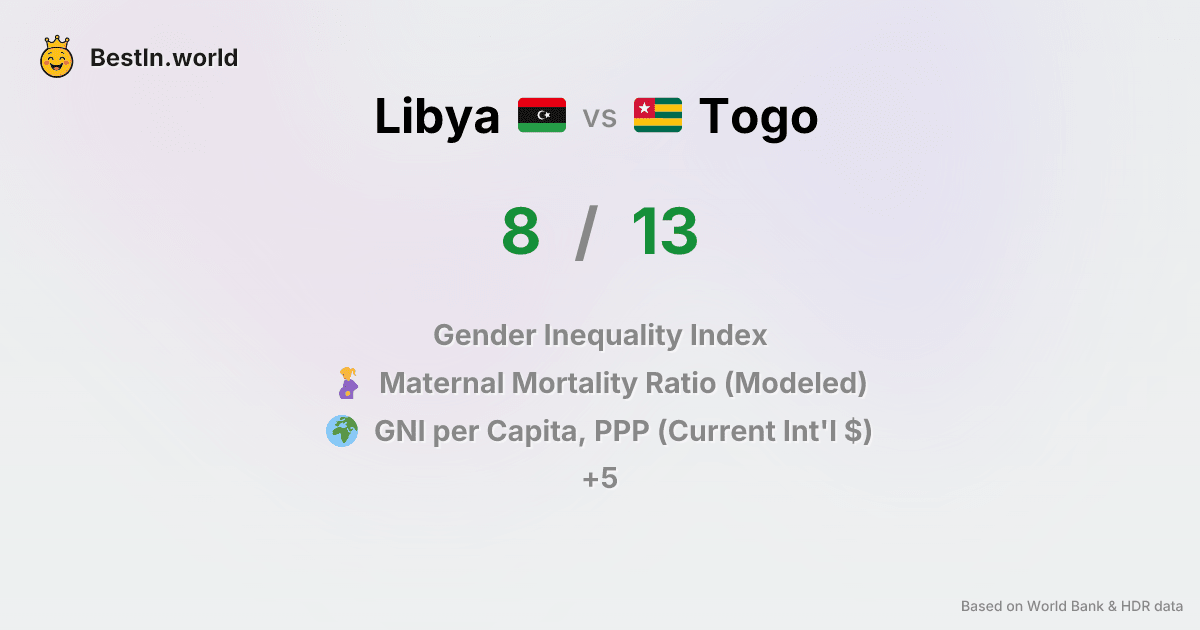 BestIn.world
Libya vs Togo
8 / 13
Gender Inequality Index
Maternal Mortality Ratio (Modeled)
GNI per Capita, PPP (Current Int'l $)
+5
Based on World Bank & HDR data